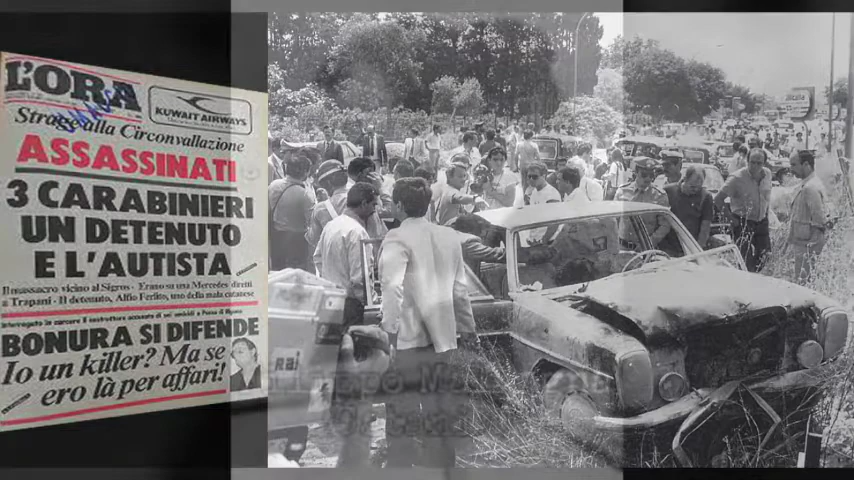 L'ORA
KUWAIT AIRWAYS
Strage alla Circonvallazione
ASSASSINATI
3 CARABINIERI
UN DETENUTO
E L'AUTISTA
Il massacro vicino al Sigros - Erano su una Mercedes diretti
a Trapani - Il detenuto, Alfio Ferlito, uno della mala catanese
BONURA SI DIFENDE
Io un killer? Ma se
ero là per affari!
Rai